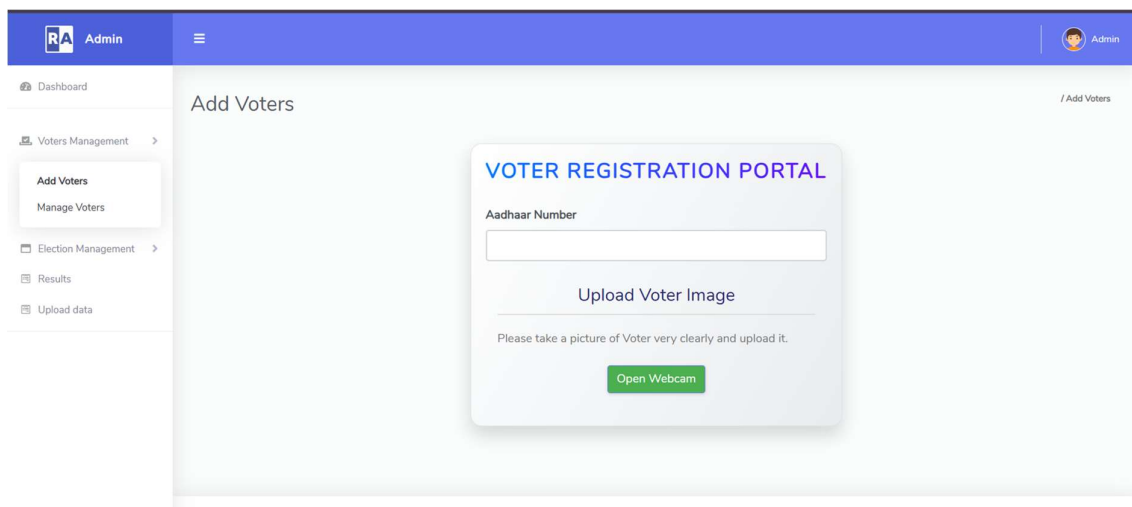 RA Admin
Admin
Dashboard
Add Voters
/ Add Voters
Voters Management
Add Voters
Manage Voters
Election Management
Results
Upload data
VOTER REGISTRATION PORTAL
Aadhaar Number
Upload Voter Image
Please take a picture of Voter very clearly and upload it.
Open Webcam